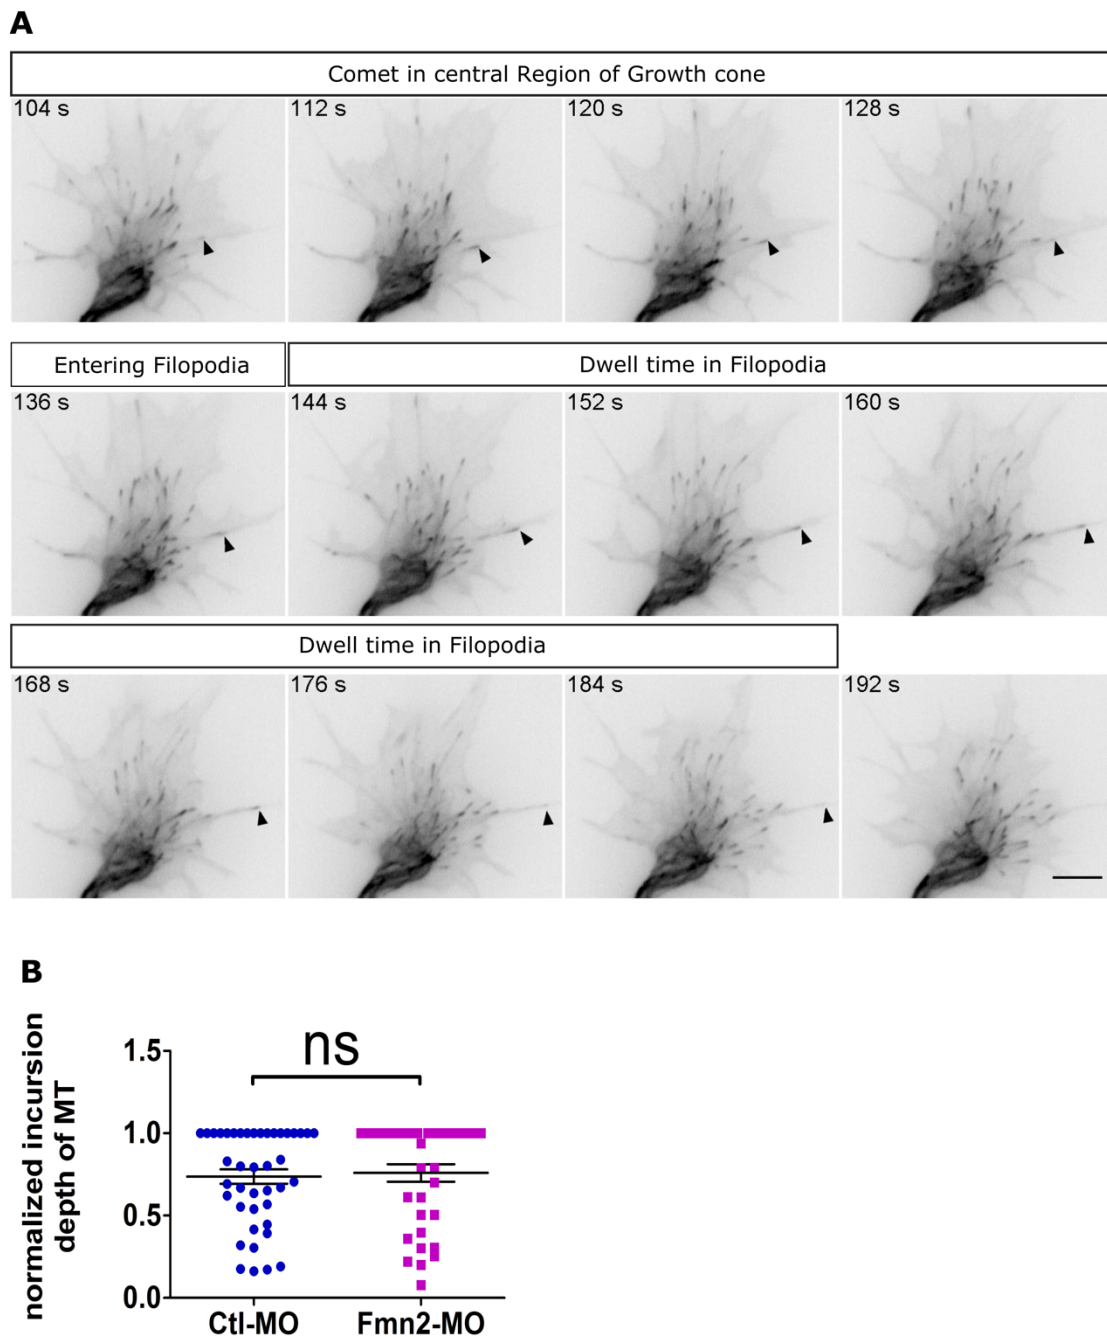 A
Comet in central Region of Growth cone
104 s
112 s
120 s
128 s
Entering Filopodia
Dwell time in Filopodia
136 s
144 s
152 s
160 s
Dwell time in Filopodia
168 s
176 s
184 s
192 s
B
normalized incursion
depth of MT
ns
1.5
1.0
0.5
0.0
Ctl-MO
Fmn2-MO